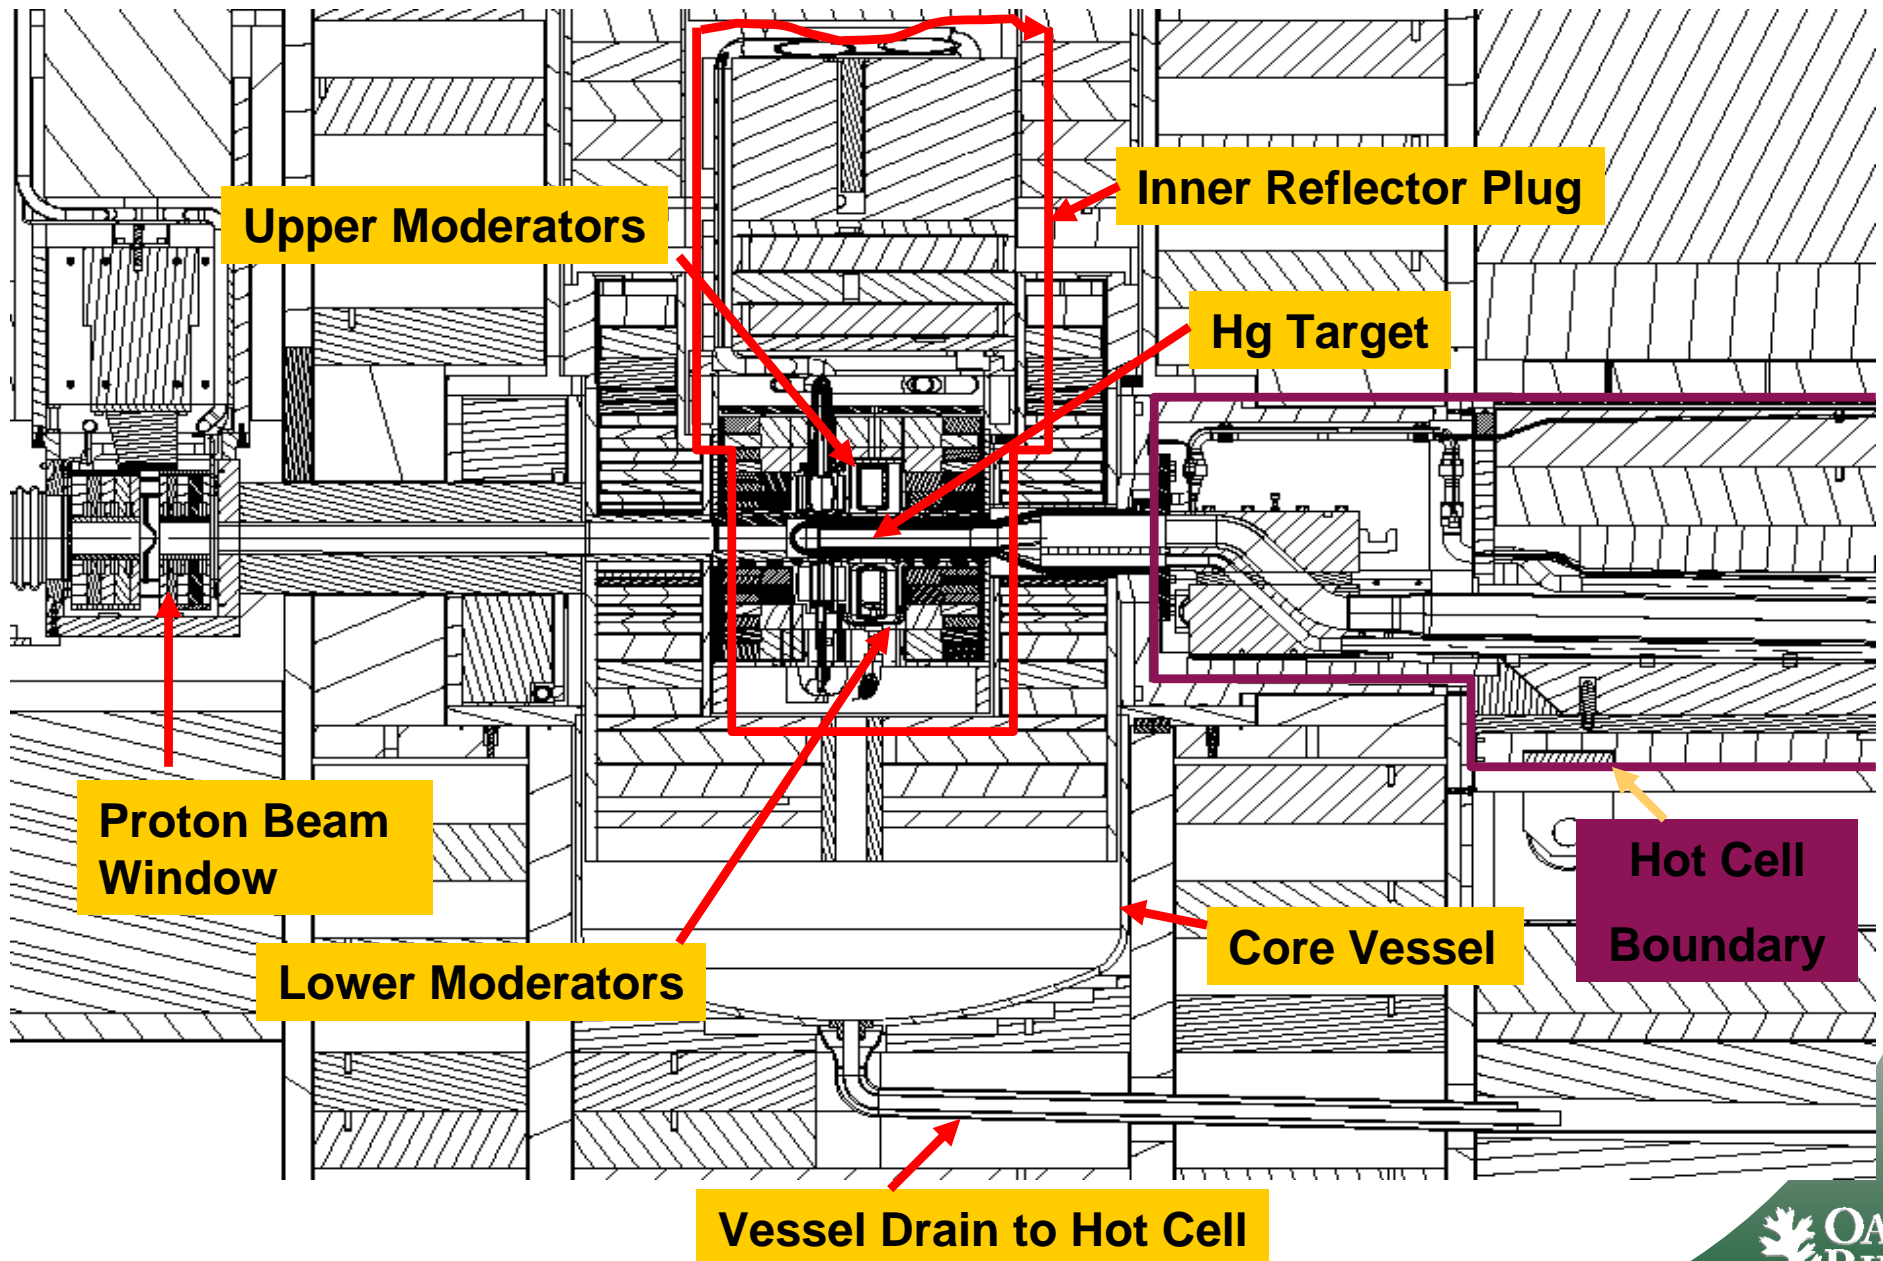 Inner Reflector Plug
Upper Moderators
Hg Target
Proton Beam
Window
Hot Cell
Boundary
Core Vessel
Lower Moderators
Vessel Drain to Hot Cell